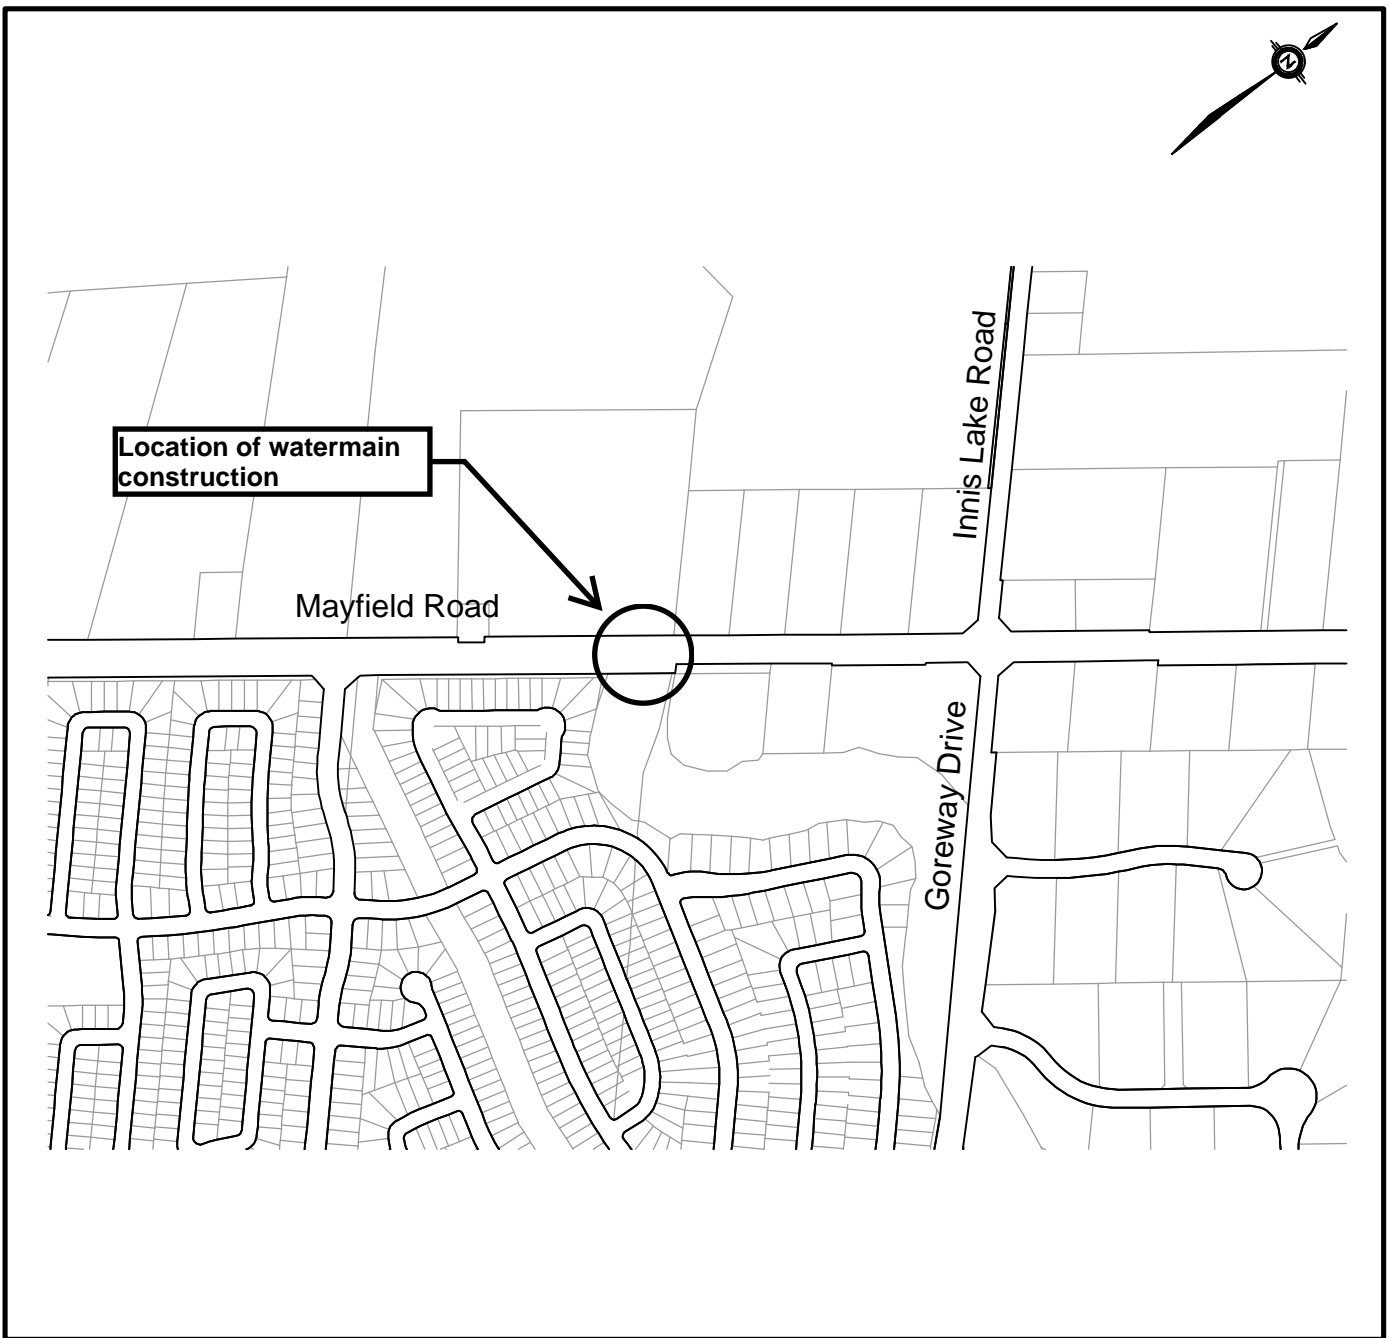 N
Innis Lake Road
Location of watermain
construction
Mayfield Road
Goreway Drive